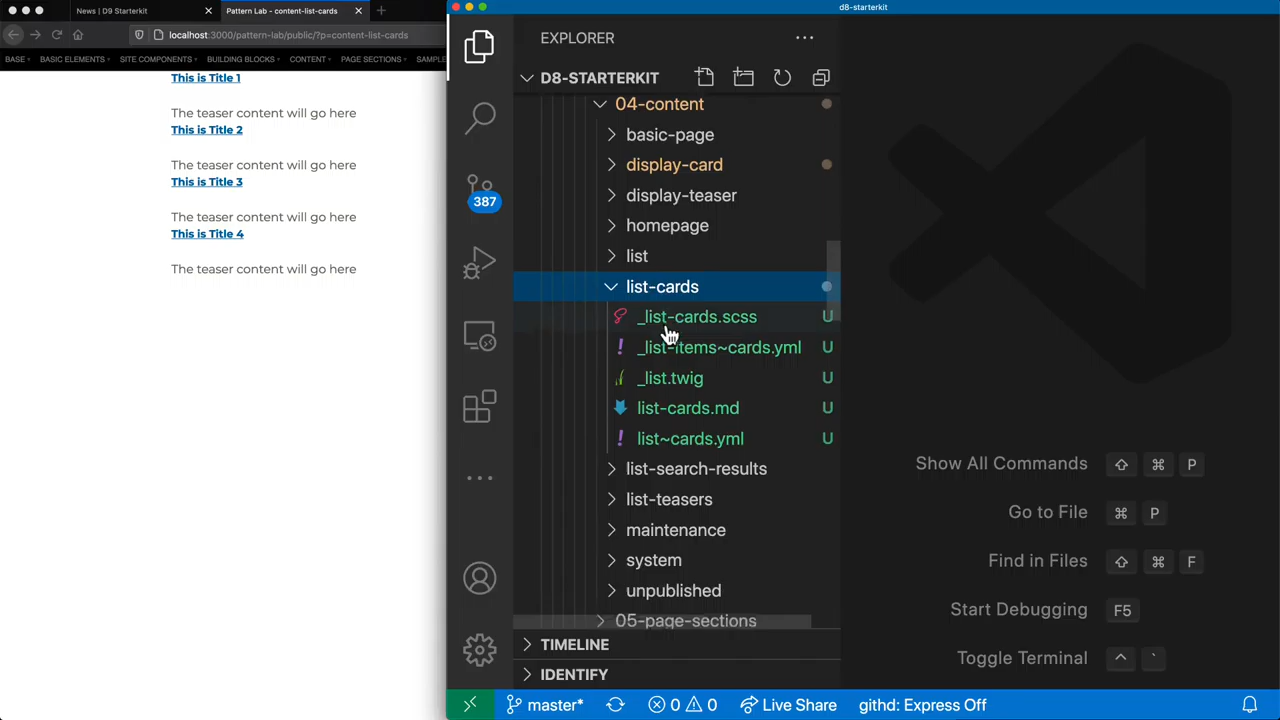 News | D9 Starterkit
Pattern Lab - content-list-cards
localhost:3000/pattern-lab/public/?p=content-list-cards
BASE
BASIC ELEMENTS
SITE COMPONENTS
BUILDING BLOCKS
CONTENT
PAGE SECTIONS
SAMPLE
This is Title 1
The teaser content will go here
This is Title 2
The teaser content will go here
This is Title 3
The teaser content will go here
This is Title 4
The teaser content will go here
d8-starterkit
EXPLORER
D8-STARTERKIT
387
04-content
basic-page
display-card
display-teaser
homepage
list
list-cards
_list-cards.scss U
_list-items~cards.yml U
_list.twig U
list-cards.md U
list~cards.yml U
list-search-results
list-teasers
maintenance
system
unpublished
05-page-sections
TIMELINE
IDENTIFY
Show All Commands ⇧ ⌘ P
Go to File ⌘ P
Find in Files ⇧ ⌘ F
Start Debugging F5
Toggle Terminal ^ `
master*
0
0
Live Share
githd: Express Off